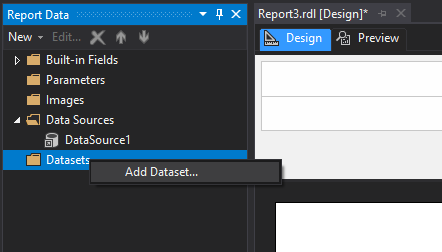 Report Data
New Edit...
Built-in Fields
Parameters
Images
Data Sources
DataSource1
Datasets
Add Dataset...
Report3.rdl [Design]*
Design Preview